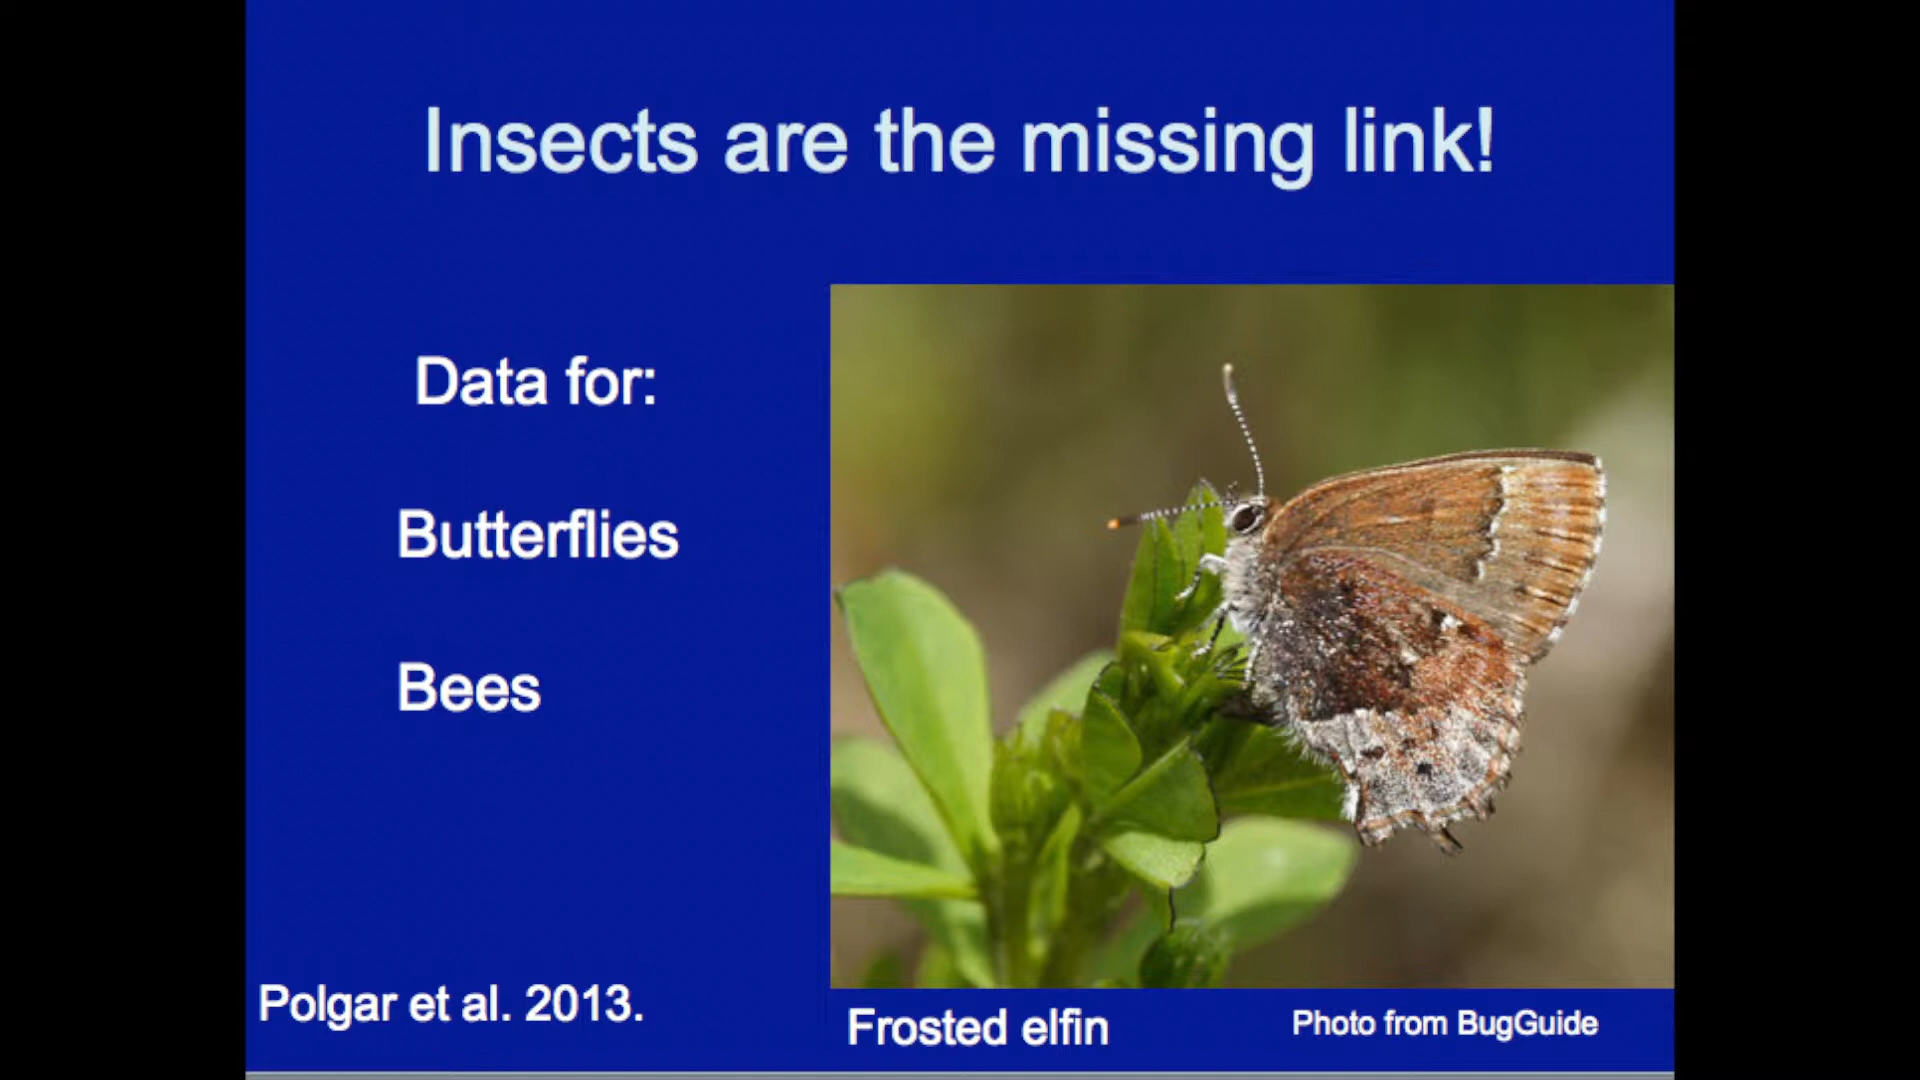 Insects are the missing link!
Data for:
Butterflies
Bees
Polgar et al. 2013.
Frosted elfin
Photo from BugGuide